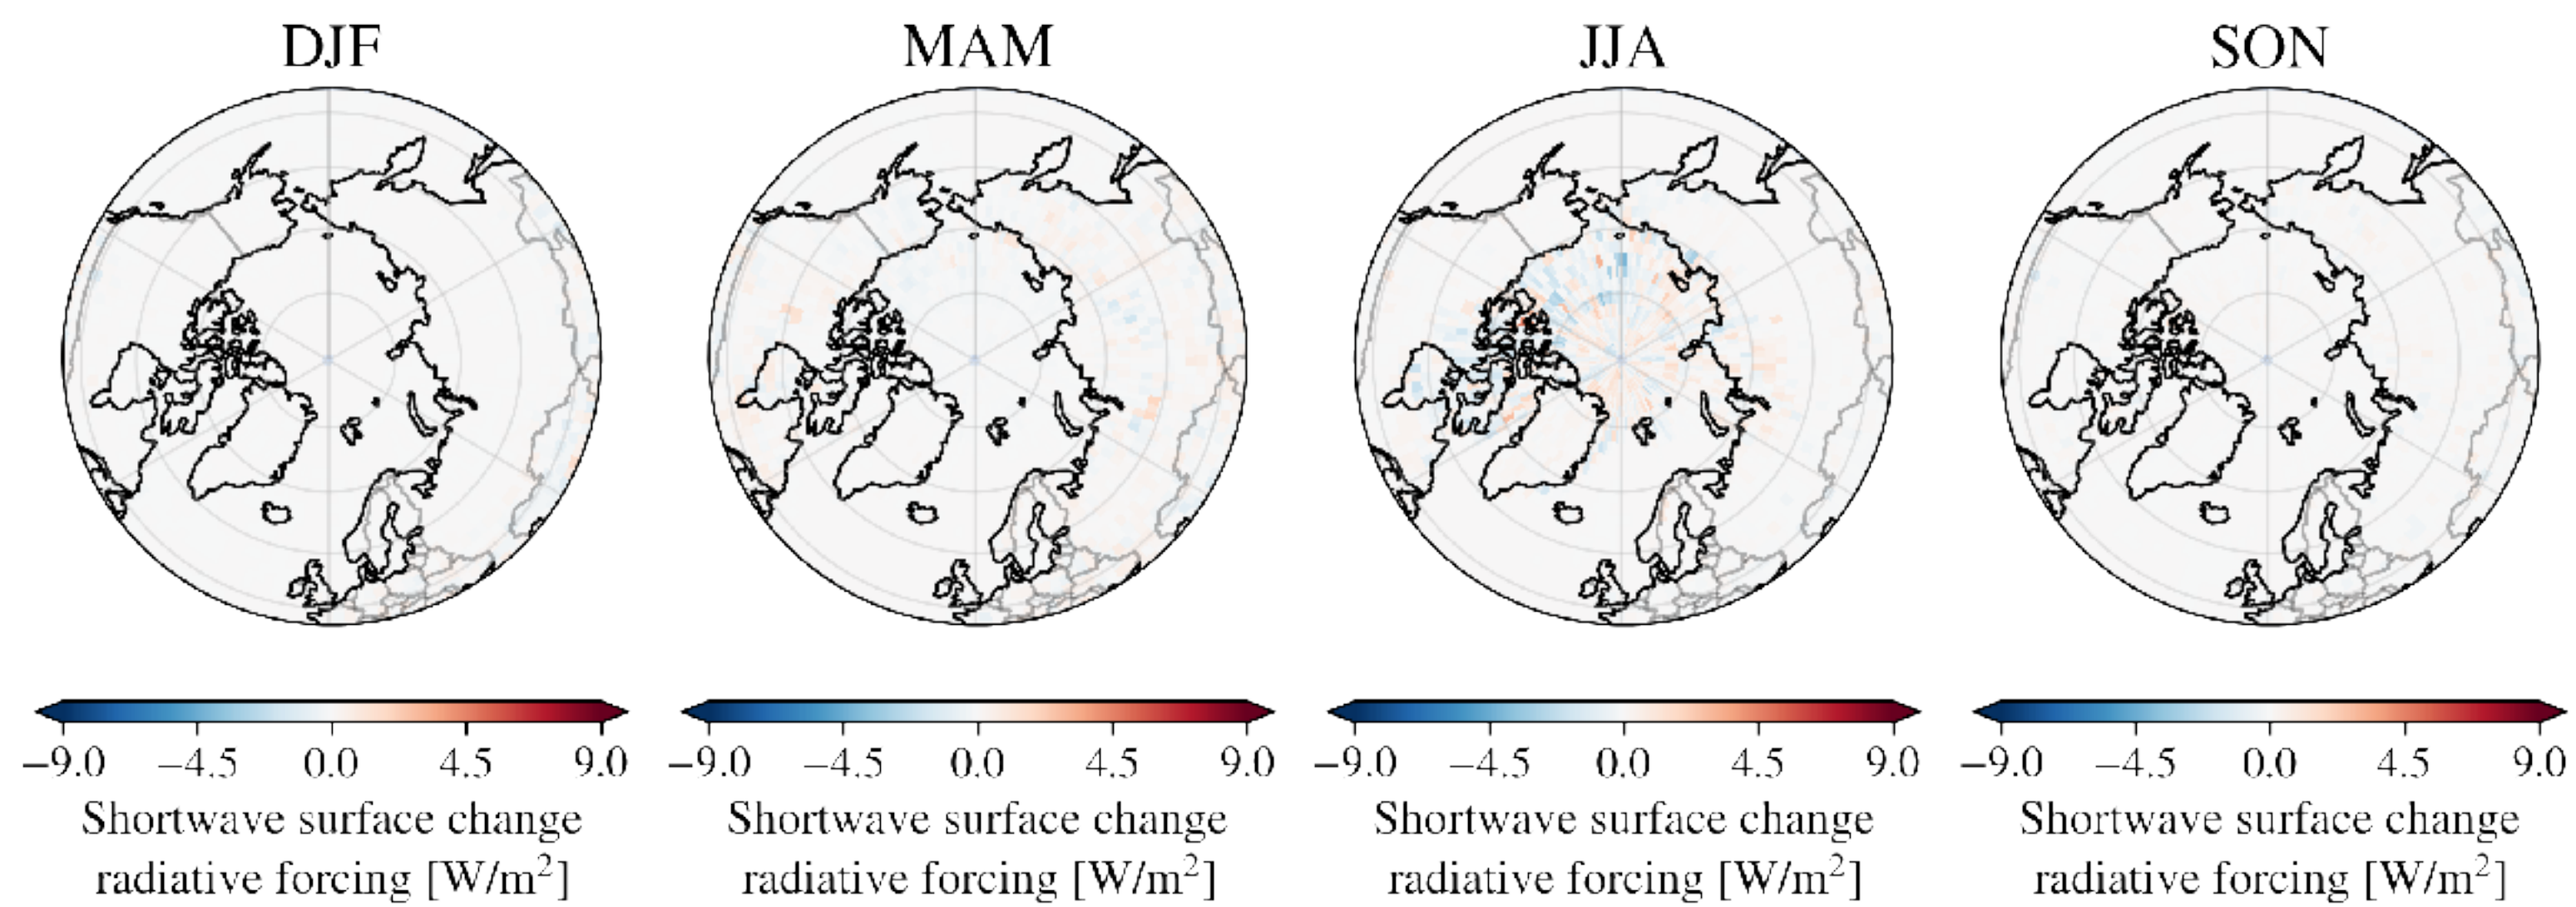 DJF MAM JJA SON
−9.0 −4.5 0.0 4.5 9.0 −9.0 −4.5 0.0 4.5 9.0 −9.0 −4.5 0.0 4.5 9.0 −9.0 −4.5 0.0 4.5 9.0
Shortwave surface change Shortwave surface change Shortwave surface change Shortwave surface change
radiative forcing [W/m²] radiative forcing [W/m²] radiative forcing [W/m²] radiative forcing [W/m²]